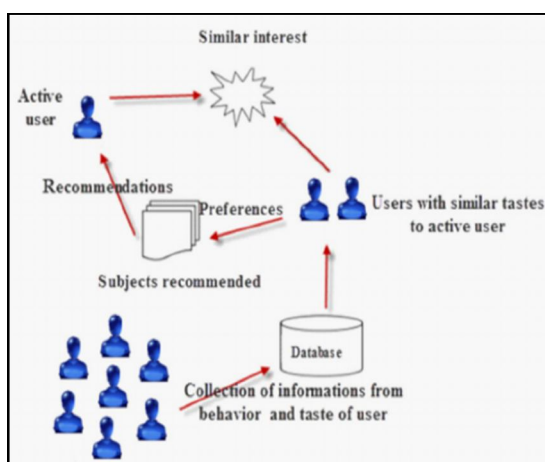 Similar interest
Active
user
Recommendations
Preferences
Users with similar tastes
to active user
Subjects recommended
Database
Collection of informations from
behavior and taste of user